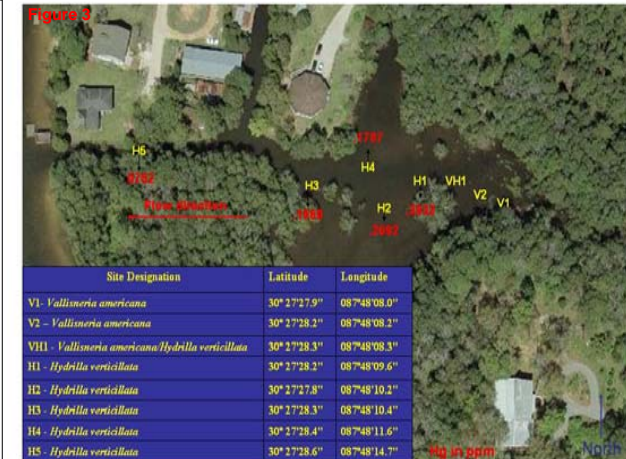 Figure 3
H5
H3
H4
H1
VH1
H2
V2
V1
Flow direction
Site Designation Latitude Longitude
V1- Vallisneria americana 30° 27'27.9" 087°48'08.0"
V2 – Vallisneria americana 30° 27'28.2" 087°48'08.2"
VH1 - Vallisneria americana/Hydrilla verticillata 30° 27'28.3" 087°48'08.3"
H1 - Hydrilla verticillata 30° 27'28.2" 087°48'09.6"
H2 - Hydrilla verticillata 30° 27'27.8" 087°48'10.2"
H3 - Hydrilla verticillata 30° 27'28.3" 087°48'10.4"
H4 - Hydrilla verticillata 30° 27'28.4" 087°48'11.6"
H5 - Hydrilla verticillata 30° 27'28.6" 087°48'14.7"
Hg in ppm
North